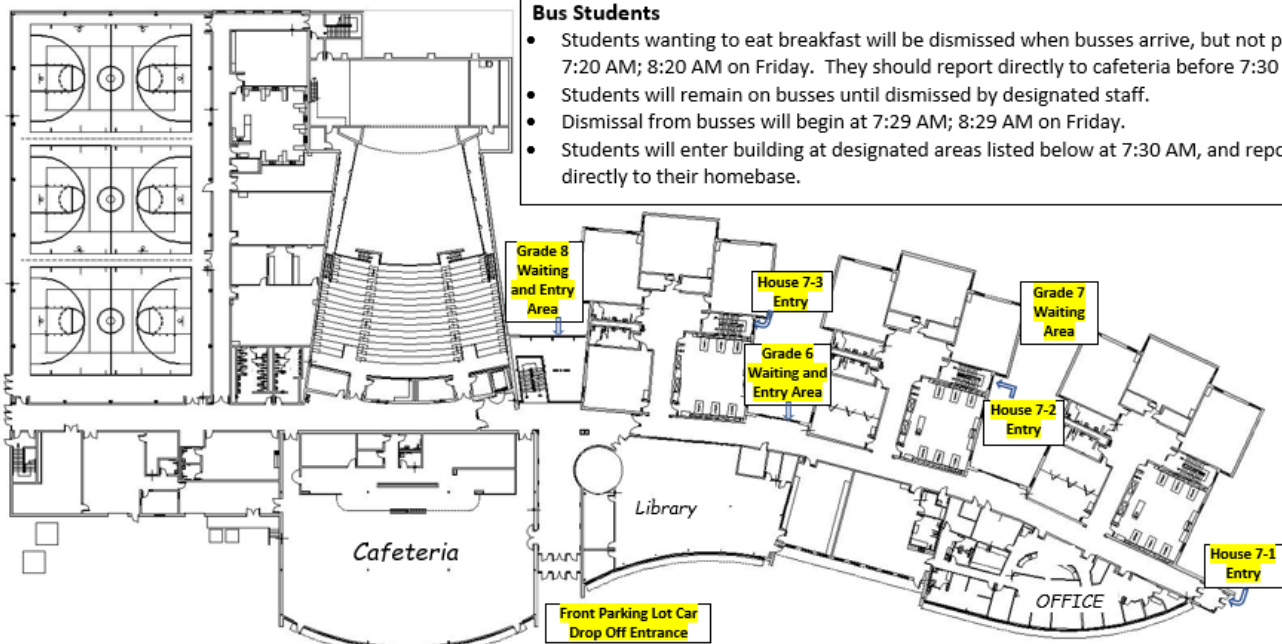 Bus Students
• Students wanting to eat breakfast will be dismissed when busses arrive, but not p
7:20 AM; 8:20 AM on Friday. They should report directly to cafeteria before 7:30
• Students will remain on busses until dismissed by designated staff.
• Dismissal from busses will begin at 7:29 AM; 8:29 AM on Friday.
• Students will enter building at designated areas listed below at 7:30 AM, and repo
directly to their homebase.
Grade 8
Waiting
and Entry
Area
House 7-3
Entry
Grade 7
Waiting
Area
Grade 6
Waiting and
Entry Area
House 7-2
Entry
Library
Cafeteria
House 7-1
Entry
OFFICE
Front Parking Lot Car
Drop Off Entrance